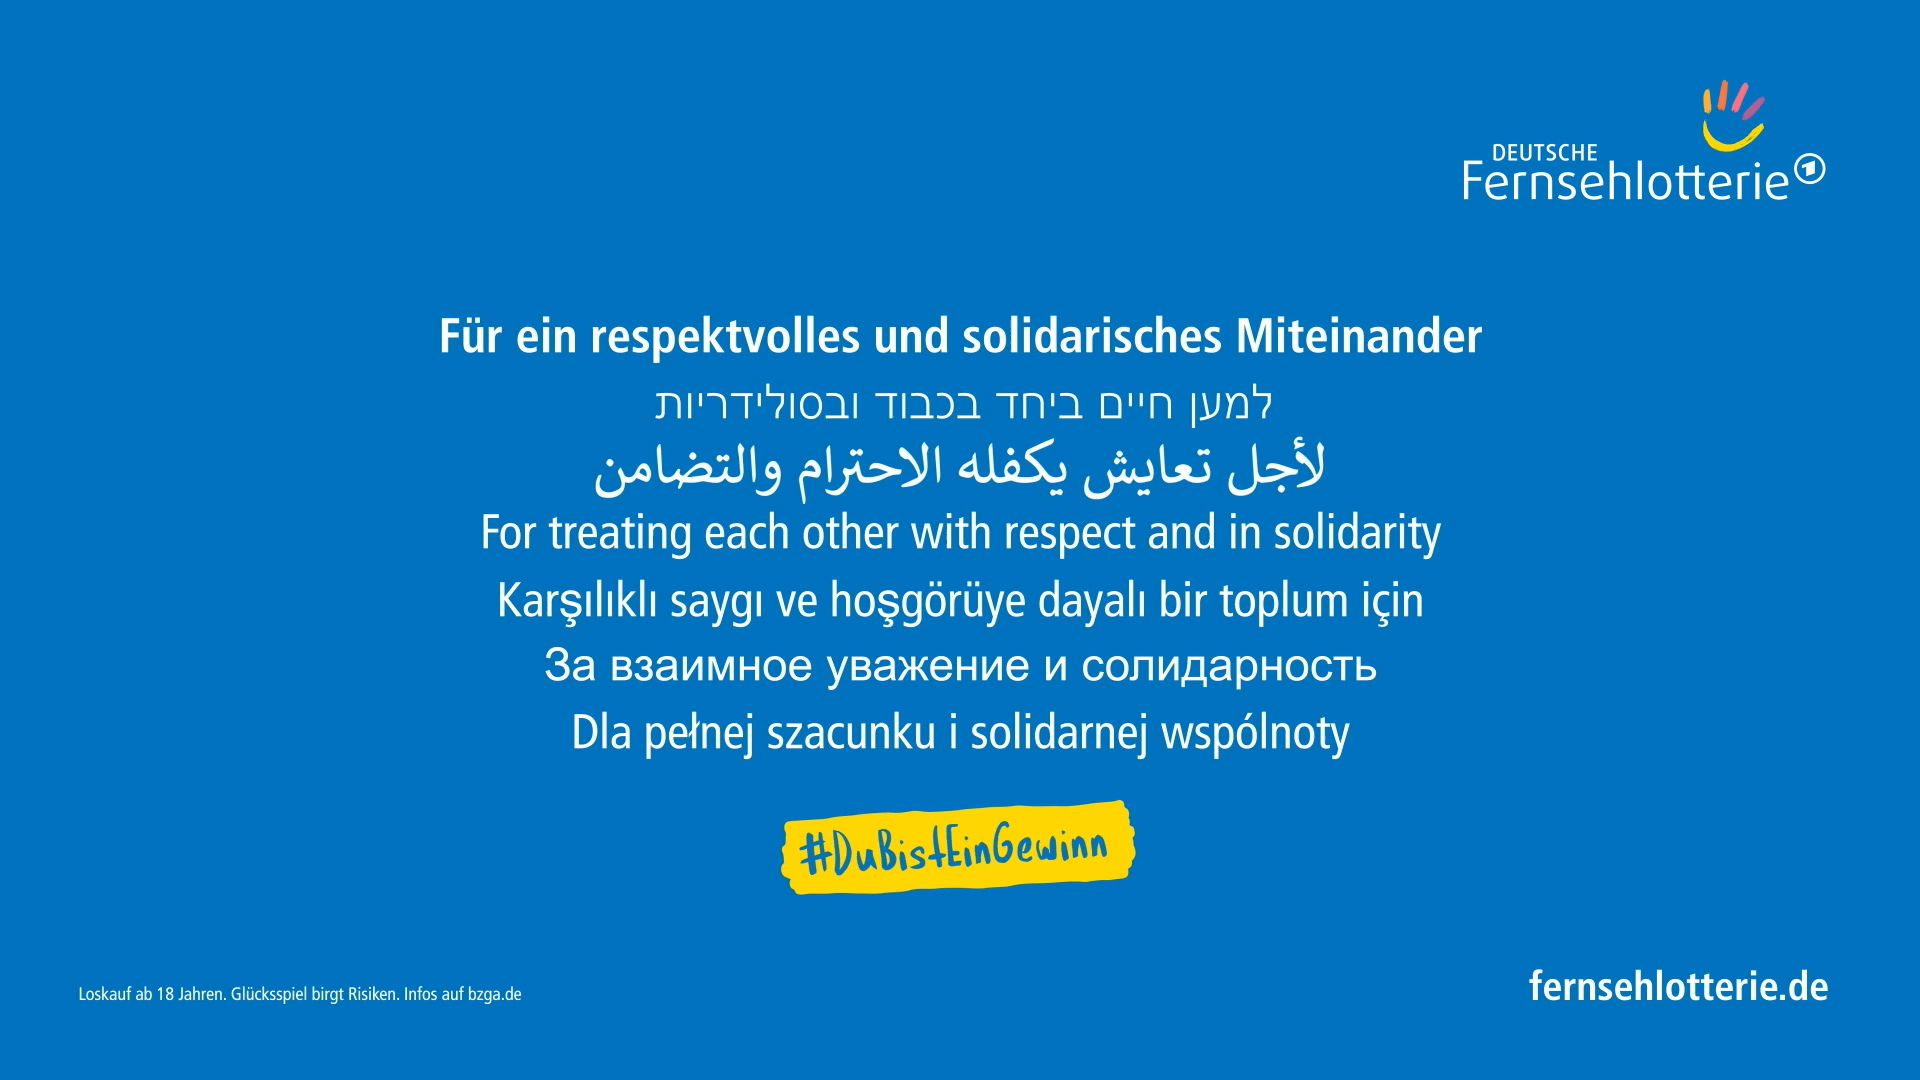 DEUTSCHE
Fernsehlotterie
Für ein respektvolles und solidarisches Miteinander
למען חיים ביחד בכבוד ובסולידריות
لأجل تعايش يكفله الاحترام والتضامن
For treating each other with respect and in solidarity
Karşılıklı saygı ve hoşgörüye dayalı bir toplum için
За взаимное уважение и солидарность
Dla pełnej szacunku i solidarnej wspólnoty
#DuBistEinGewinn
Loskauf ab 18 Jahren. Glücksspiel birgt Risiken. Infos auf bzga.de
fernsehlotterie.de